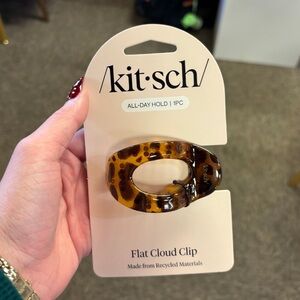 /kit·sch/
ALL-DAY HOLD | 1PC
Flat Cloud Clip
Made from Recycled Materials